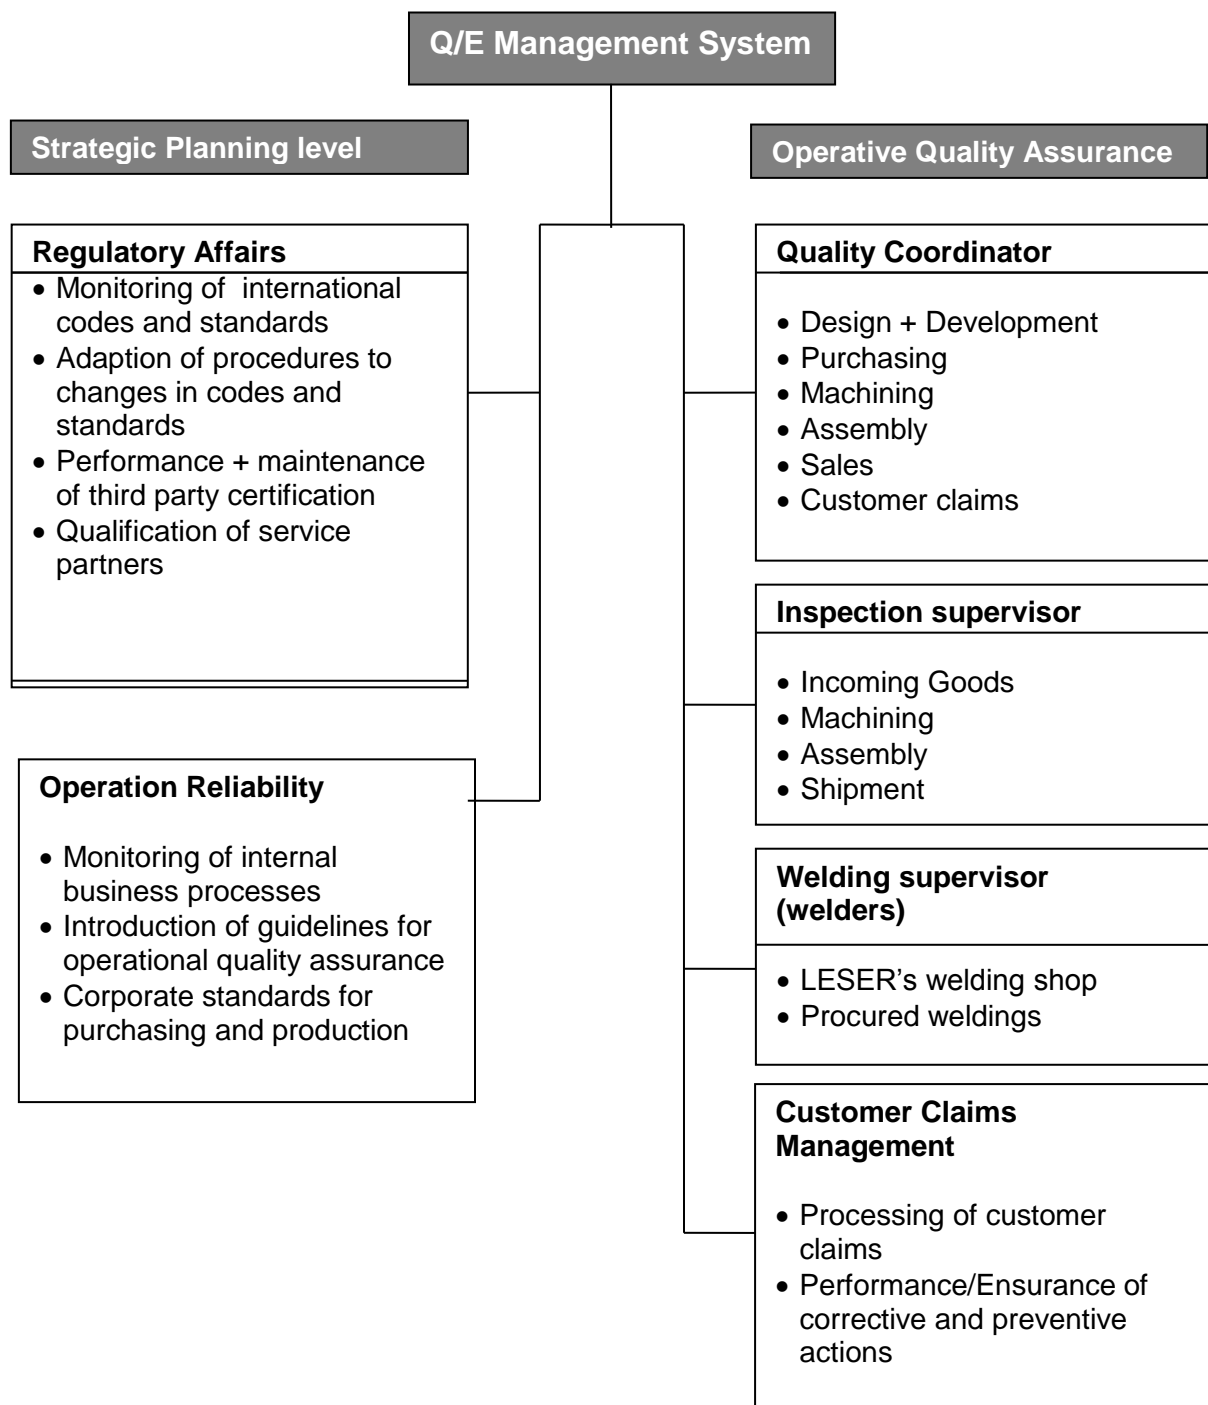 Q/E Management System
Strategic Planning level
Regulatory Affairs
• Monitoring of  international
codes and standards
• Adaption of procedures to
changes in codes and
standards
• Performance + maintenance
of third party certification
• Qualification of service
partners
Operation Reliability
• Monitoring of internal
business processes
• Introduction of guidelines for
operational quality assurance
• Corporate standards for
purchasing and production
Operative Quality Assurance
Quality Coordinator
• Design + Development
• Purchasing
• Machining
• Assembly
• Sales
• Customer claims
Inspection supervisor
• Incoming Goods
• Machining
• Assembly
• Shipment
Welding supervisor
(welders)
• LESER’s welding shop
• Procured weldings
Customer Claims
Management
• Processing of customer
claims
• Performance/Ensurance of
corrective and preventive
actions